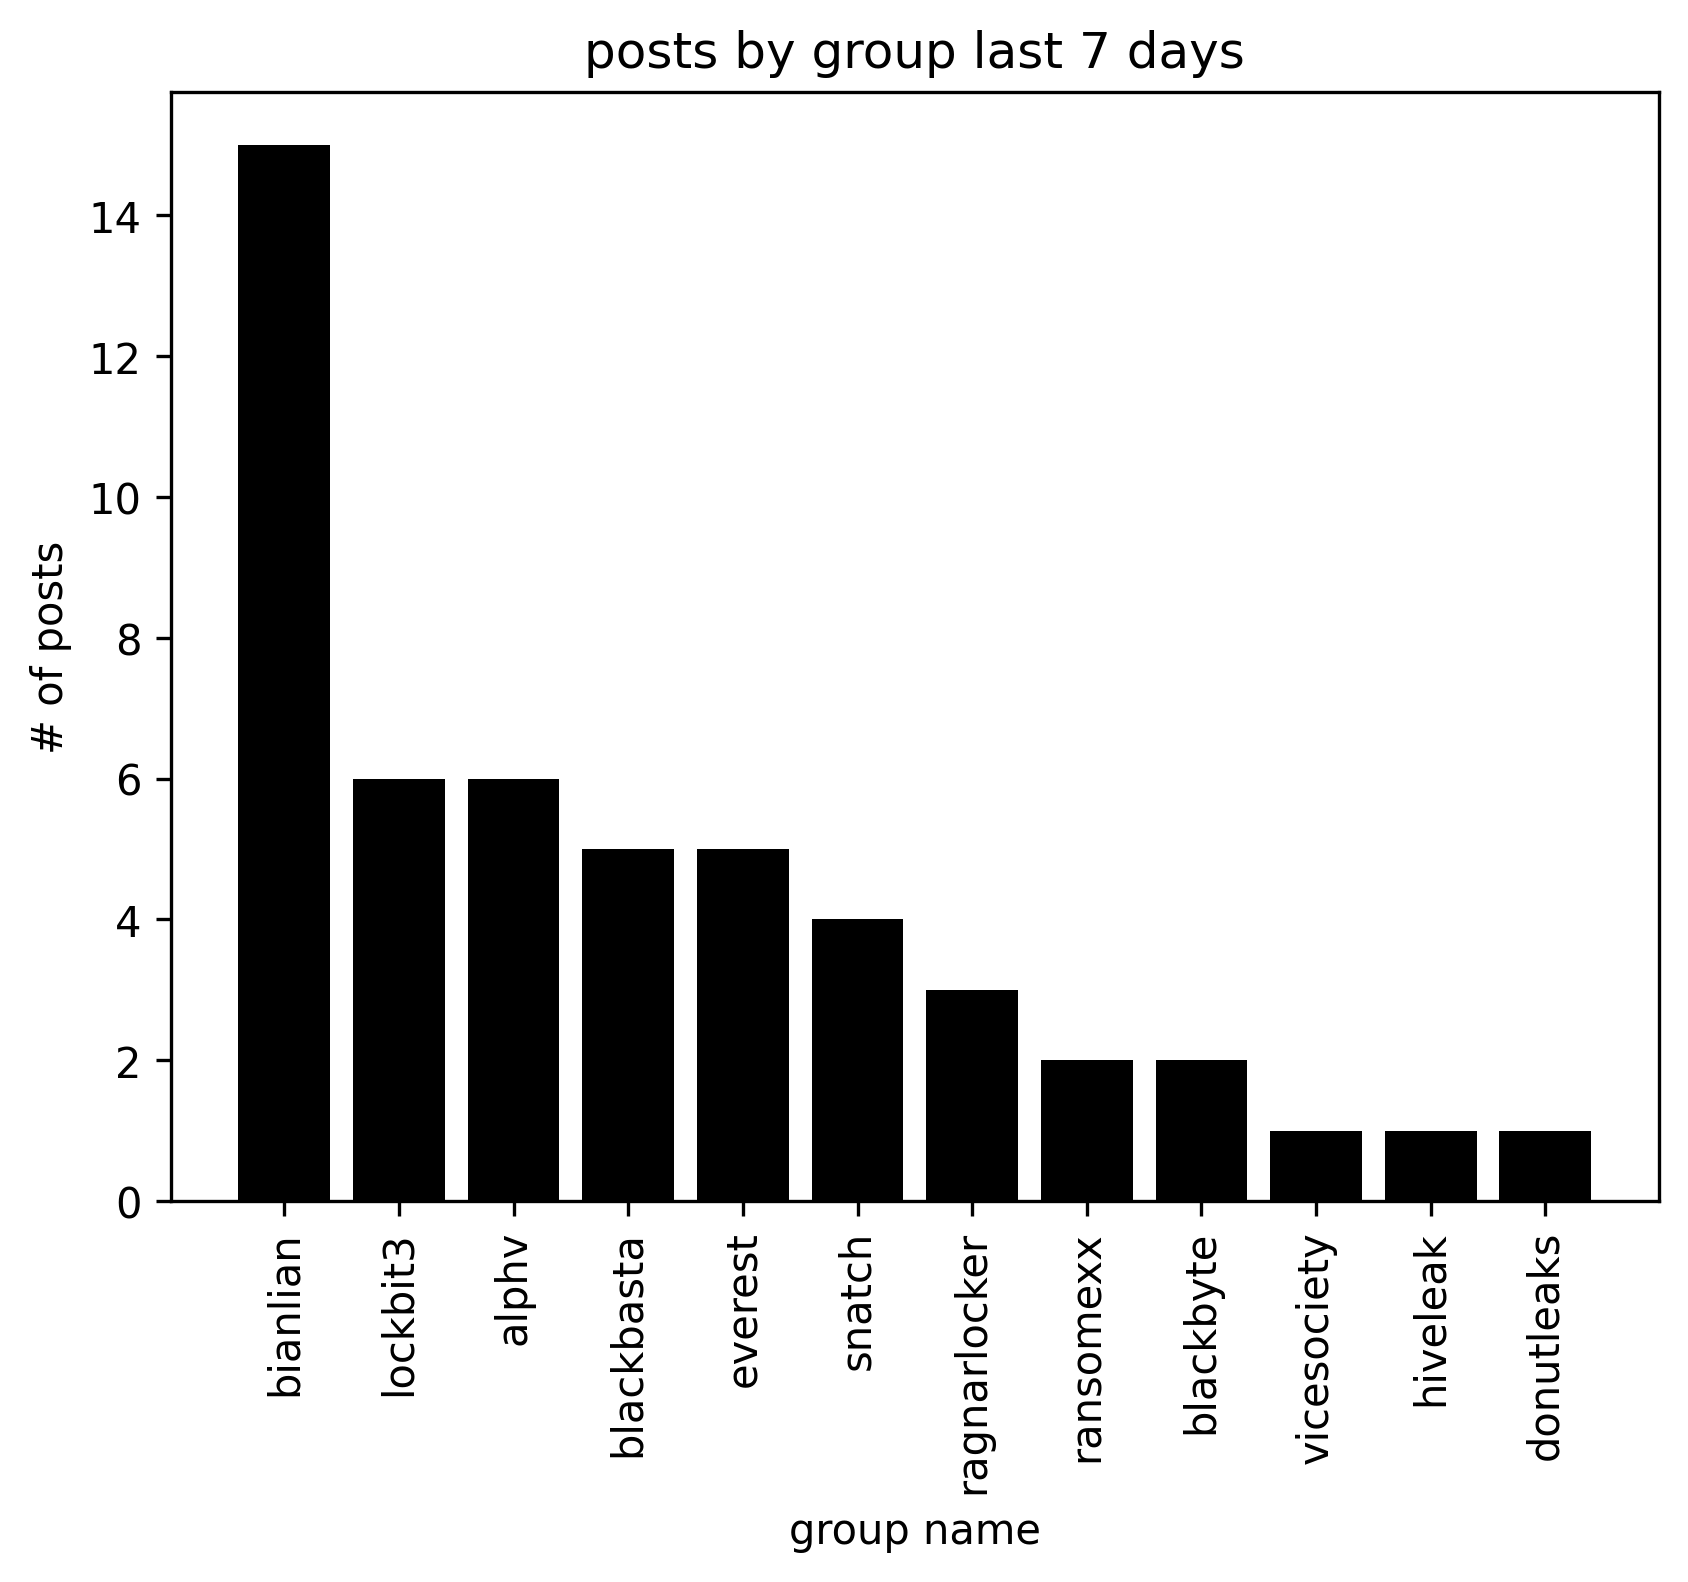 posts by group last 7 days
# of posts
14
12
10
8
6
4
2
0
bianlian
lockbit3
alphv
blackbasta
everest
snatch
ragnarlocker
ransomexx
blackbyte
vicesociety
hiveleak
donutleaks
group name